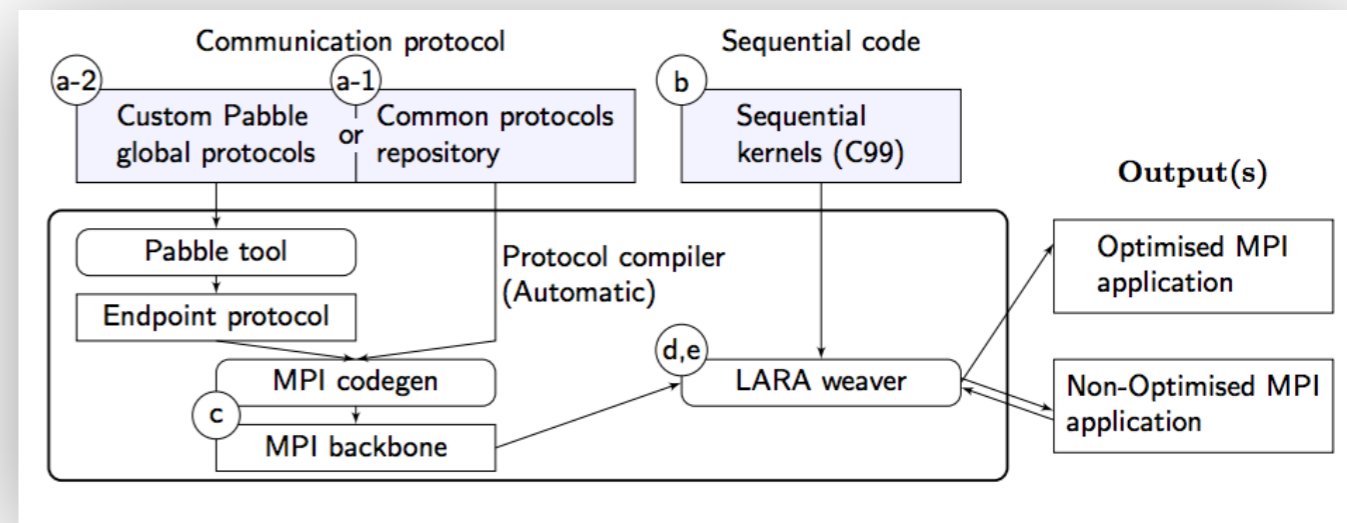 Communication protocol
Sequential code
a-2
a-1
b
Custom Pabble
global protocols
or
Common protocols
repository
Sequential
kernels (C99)
Output(s)
Pabble tool
Endpoint protocol
Protocol compiler
(Automatic)
Optimised MPI
application
d,e
MPI codegen
LARA weaver
Non-Optimised MPI
application
c
MPI backbone